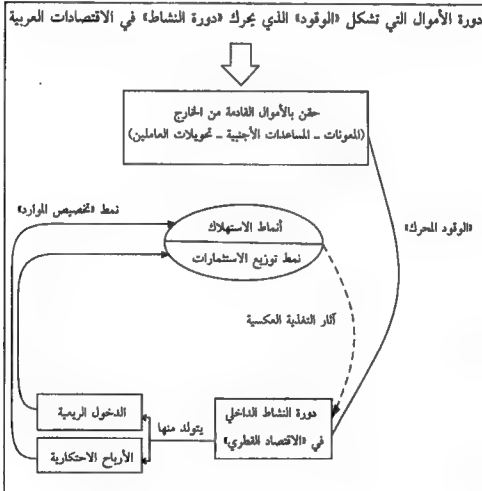 دورة الأموال التي تشكل «الوقود» الذي يحرك «دورة النشاط» في الاقتصادات العربية
حقن بالأموال القادمة من الخارج
(المعونات ـ المساعدات الأجنبية ـ تحويلات العاملين)
نمط «تخصيص الموارد»
أنماط الاستهلاك
«الوقود المحرك»
نمط توزيع الاستثمارات
آثار التغذية العكسية
دورة النشاط الداخلي
في «الاقتصاد القطري»
يتولد منها
الدخول الريعية
الأرباح الاحتكارية